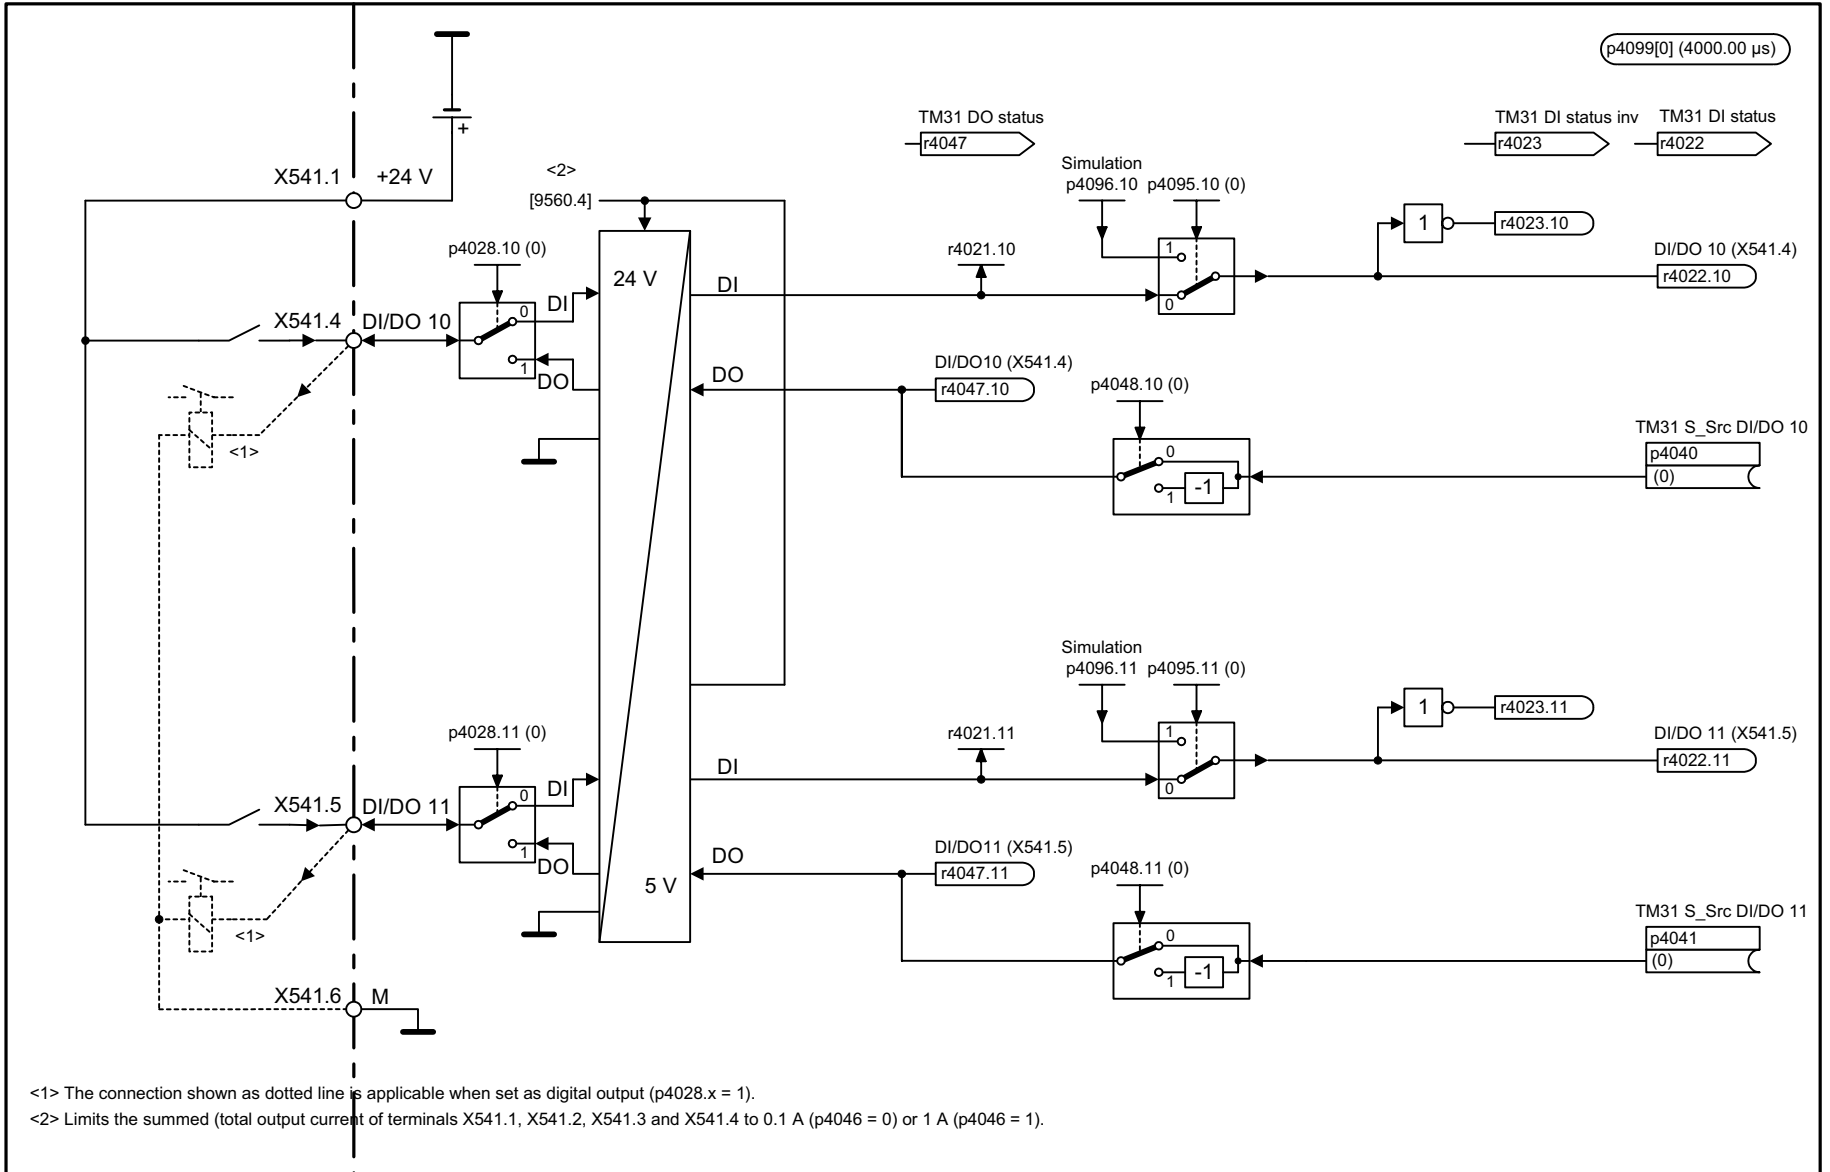 p4099[0] (4000.00 µs)
TM31 DO status
r4047
TM31 DI status inv
r4023
TM31 DI status
r4022
X541.1
+24 V
+
<2>
[9560.4]
Simulation
p4096.10
p4095.10 (0)
p4028.10 (0)
24 V
r4021.10
1
0
1
r4023.10
DI/DO 10 (X541.4)
r4022.10
X541.4
DI/DO 10
0
1
DI
DO
DI
DO
DI/DO10 (X541.4)
r4047.10
p4048.10 (0)
0
1
-1
TM31 S_Src DI/DO 10
p4040
(0)
<1>
Simulation
p4096.11
p4095.11 (0)
p4028.11 (0)
r4021.11
1
0
1
r4023.11
DI/DO 11 (X541.5)
r4022.11
X541.5
DI/DO 11
0
1
DI
DO
DI
DO
5 V
DI/DO11 (X541.5)
r4047.11
p4048.11 (0)
0
1
-1
TM31 S_Src DI/DO 11
p4041
(0)
<1>
X541.6
M
<1> The connection shown as dotted line is applicable when set as digital output (p4028.x = 1).
<2> Limits the summed (total output current of terminals X541.1, X541.2, X541.3 and X541.4 to 0.1 A (p4046 = 0) or 1 A (p4046 = 1).